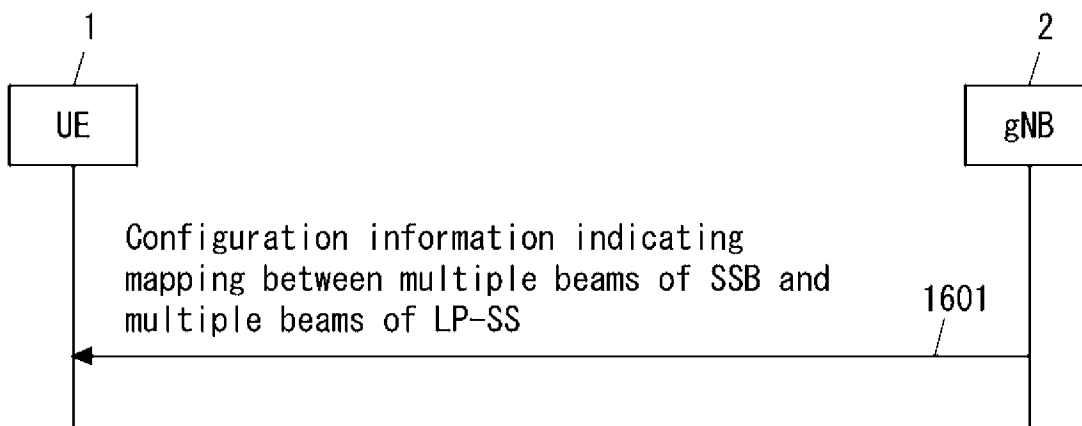 1
2
UE
gNB
Configuration information indicating
mapping between multiple beams of SSB and
multiple beams of LP-SS
1601